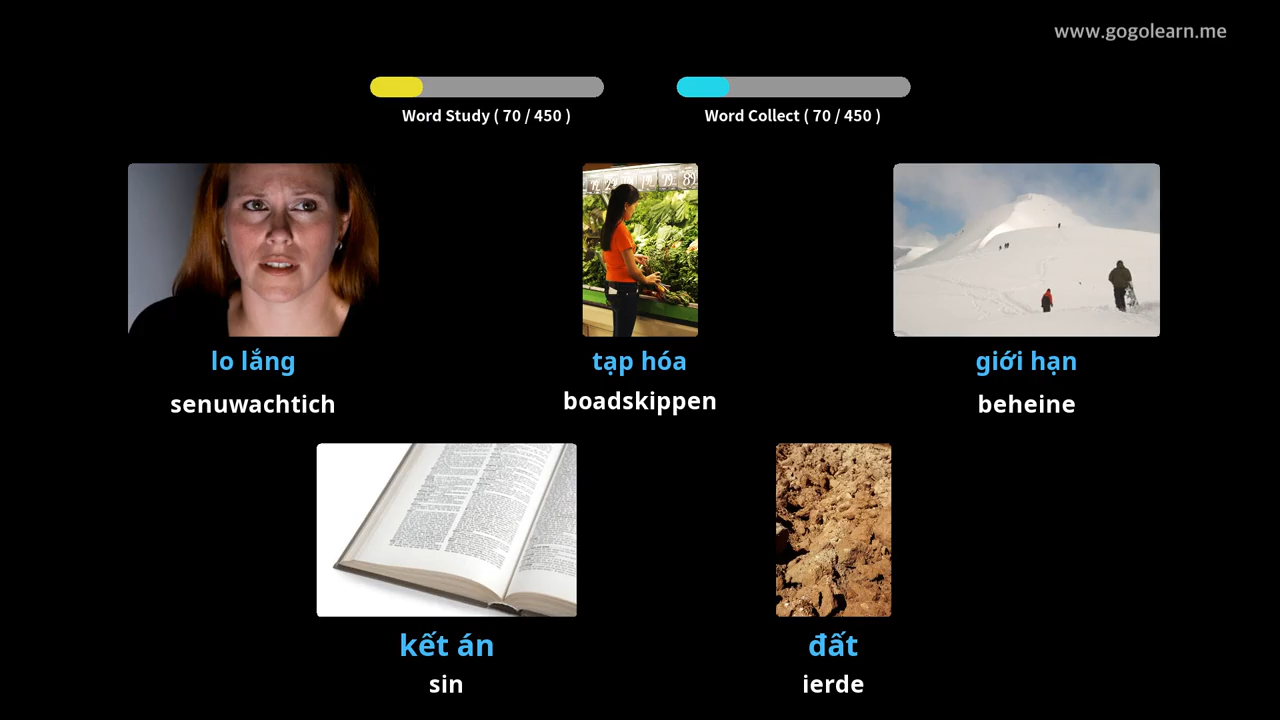 www.gogolearn.me
Word Study ( 70 / 450 )
Word Collect ( 70 / 450 )
lo lắng
tạp hóa
giới hạn
senuwachtich
boadskippen
beheine
kết án
đất
sin
ierde